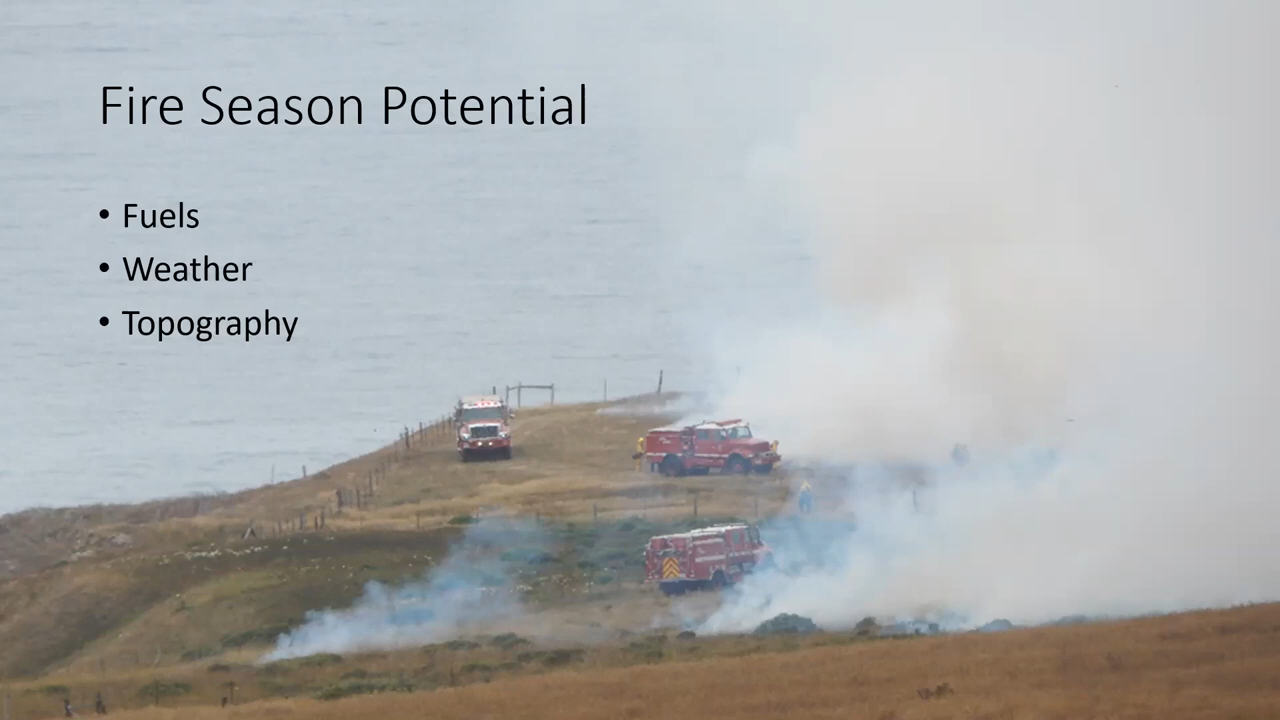 Fire Season Potential
• Fuels
• Weather
• Topography